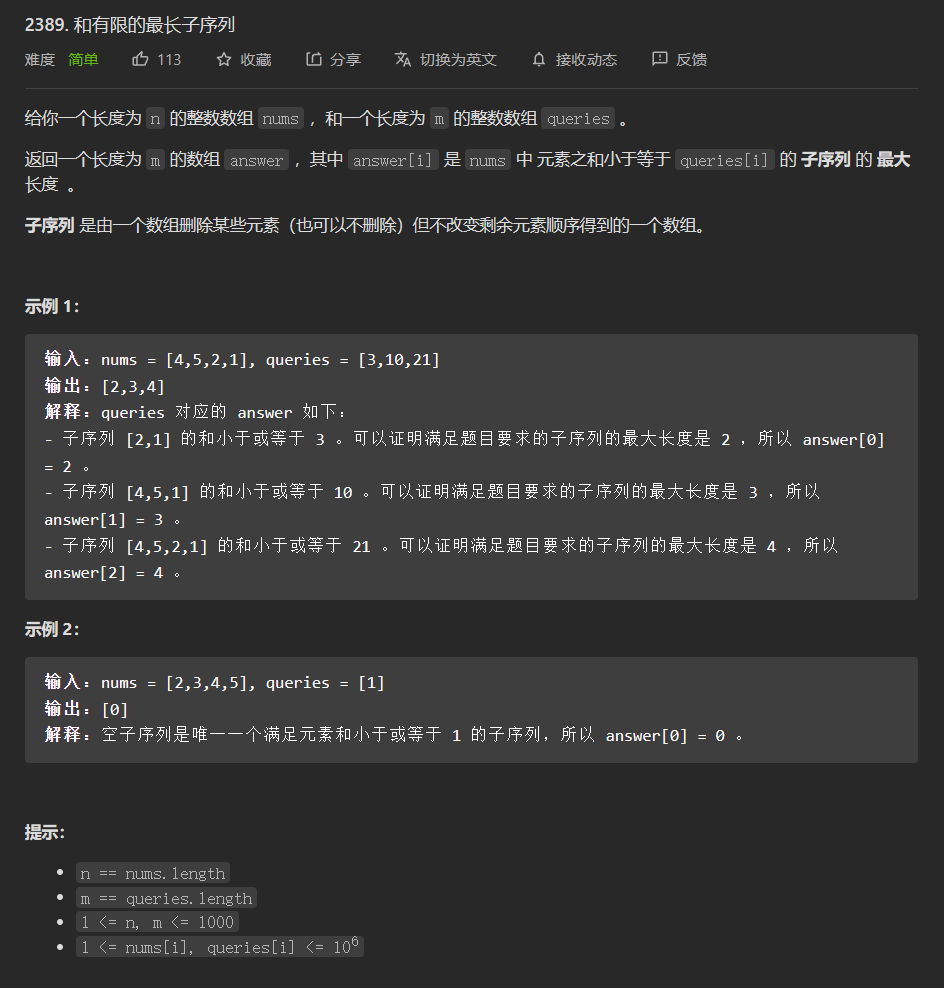 2389. 和有限的最长子序列
难度 简单 113 收藏 分享 切换为英文 接收动态 反馈
给你一个长度为 n 的整数数组 nums ，和一个长度为 m 的整数数组 queries 。
返回一个长度为 m 的数组 answer ，其中 answer[i] 是 nums 中 元素之和小于等于 queries[i] 的 子序列 的 最大
长度 。
子序列 是由一个数组删除某些元素（也可以不删除）但不改变剩余元素顺序得到的一个数组。
示例 1：
输入：nums = [4,5,2,1], queries = [3,10,21]
输出：[2,3,4]
解释：queries 对应的 answer 如下：
- 子序列 [2,1] 的和小于或等于 3 。可以证明满足题目要求的子序列的最大长度是 2 ，所以 answer[0]
= 2 。
- 子序列 [4,5,1] 的和小于或等于 10 。可以证明满足题目要求的子序列的最大长度是 3 ，所以
answer[1] = 3 。
- 子序列 [4,5,2,1] 的和小于或等于 21 。可以证明满足题目要求的子序列的最大长度是 4 ，所以
answer[2] = 4 。
示例 2：
输入：nums = [2,3,4,5], queries = [1]
输出：[0]
解释：空子序列是唯一一个满足元素和小于或等于 1 的子序列，所以 answer[0] = 0 。
提示：
n == nums.length
m == queries.length
1 <= n, m <= 1000
1 <= nums[i], queries[i] <= 10⁶